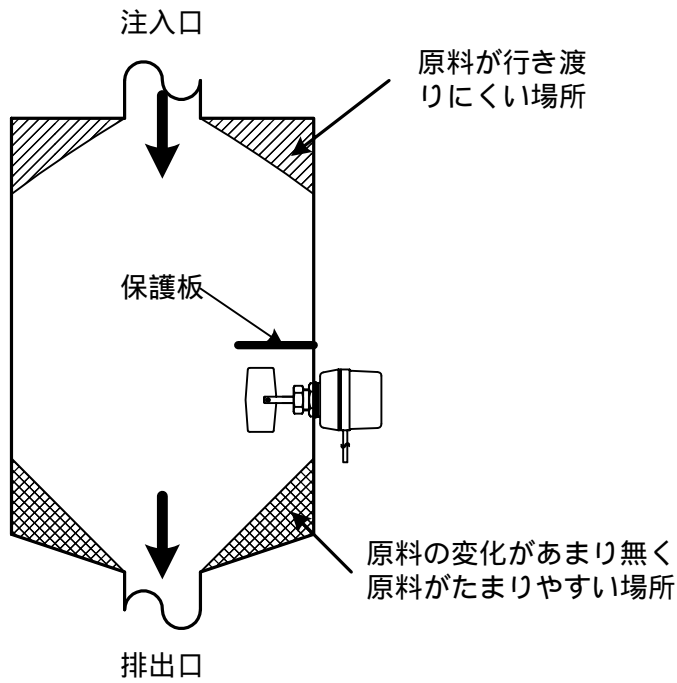 注入口
原料が行き渡
りにくい場所
保護板
原料の変化があまり無く
原料がたまりやすい場所
排出口